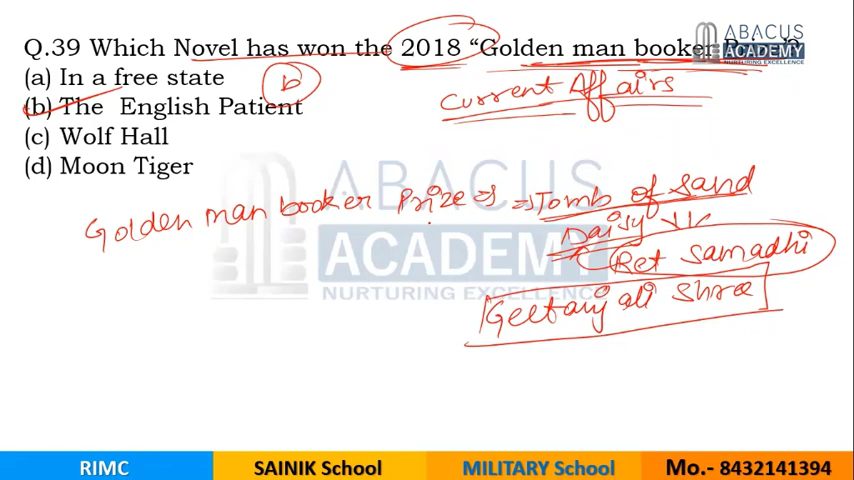 Q.39 Which Novel has won the 2018 "Golden man booker Prize"?
ABACUS
ACADEMY
NURTURING EXCELLENCE
(a) In a free state
b
(b) The English Patient
Current Affairs
(c) Wolf Hall
(d) Moon Tiger
Golden man booker Prize ⇒ ⇒ Tomb of sand
Daisy
Ret samadhi
Geetanjali Shree
ABACUS
ACADEMY
NURTURING EXCELLENCE
RIMC SAINIK School MILITARY School Mo.- 8432141394